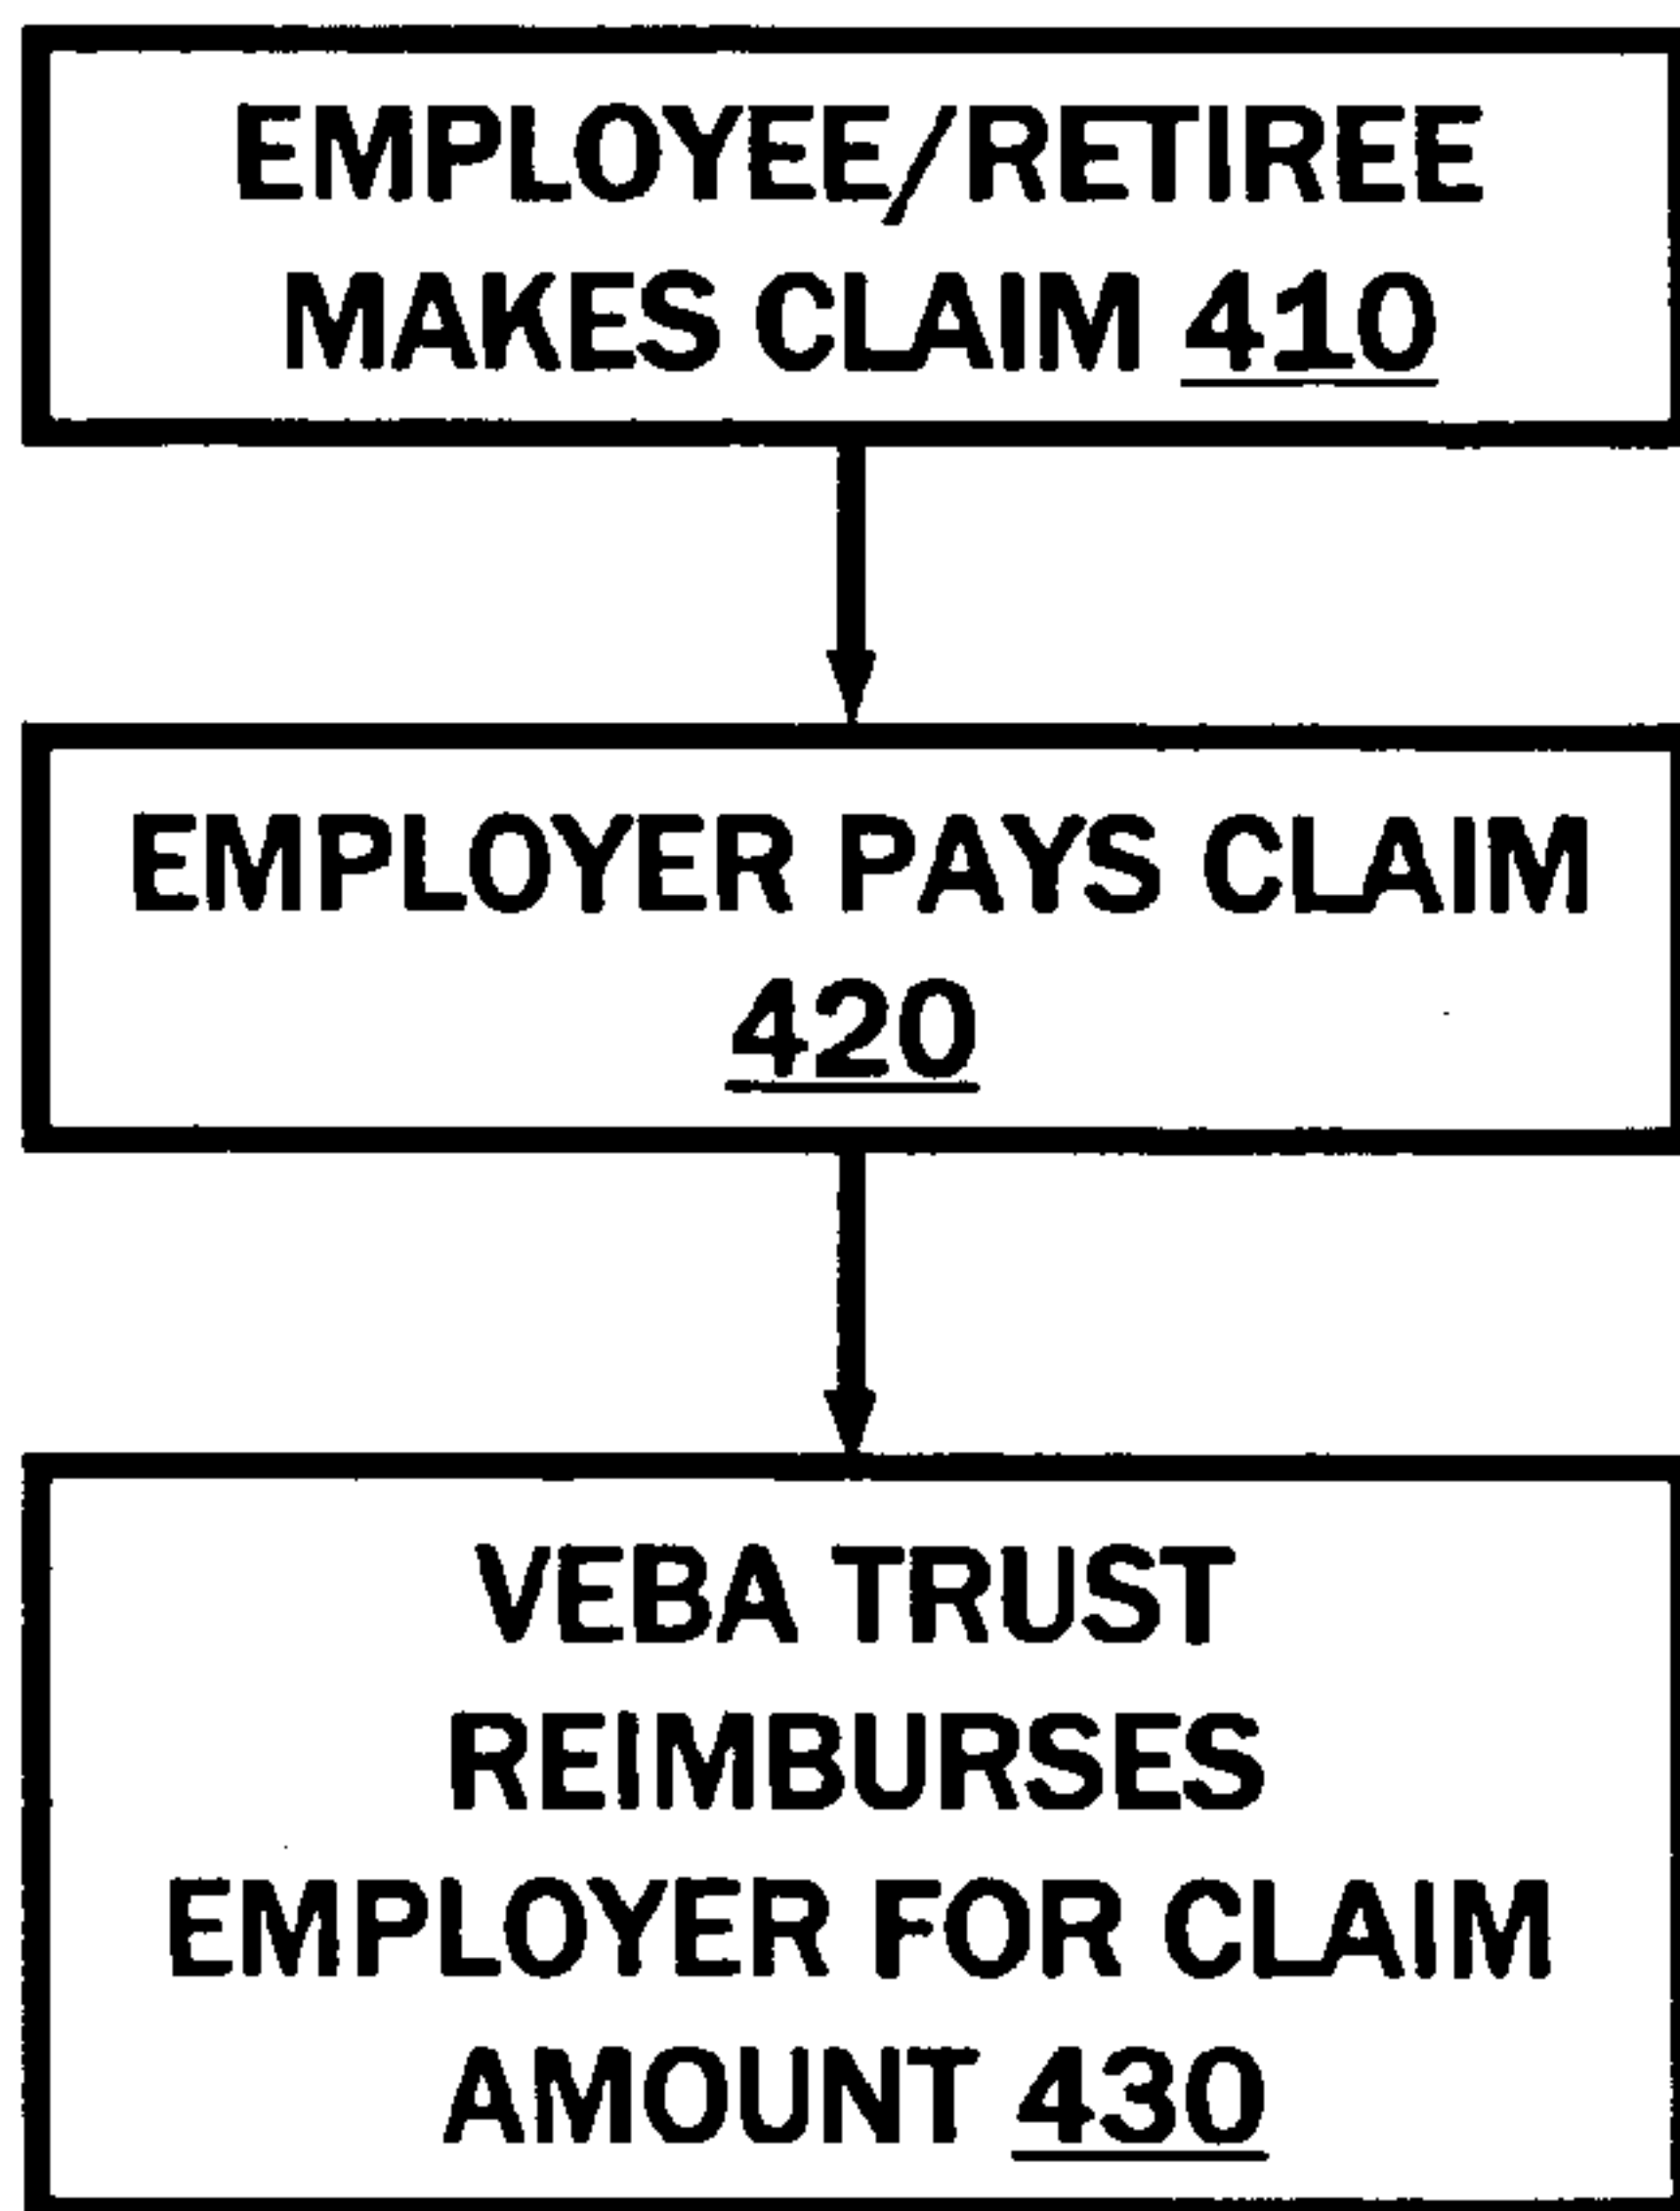 EMPLOYEE/RETIREE
MAKES CLAIM 410
EMPLOYER PAYS CLAIM
420
VEBA TRUST
REIMBURSES
EMPLOYER FOR CLAIM
AMOUNT 430